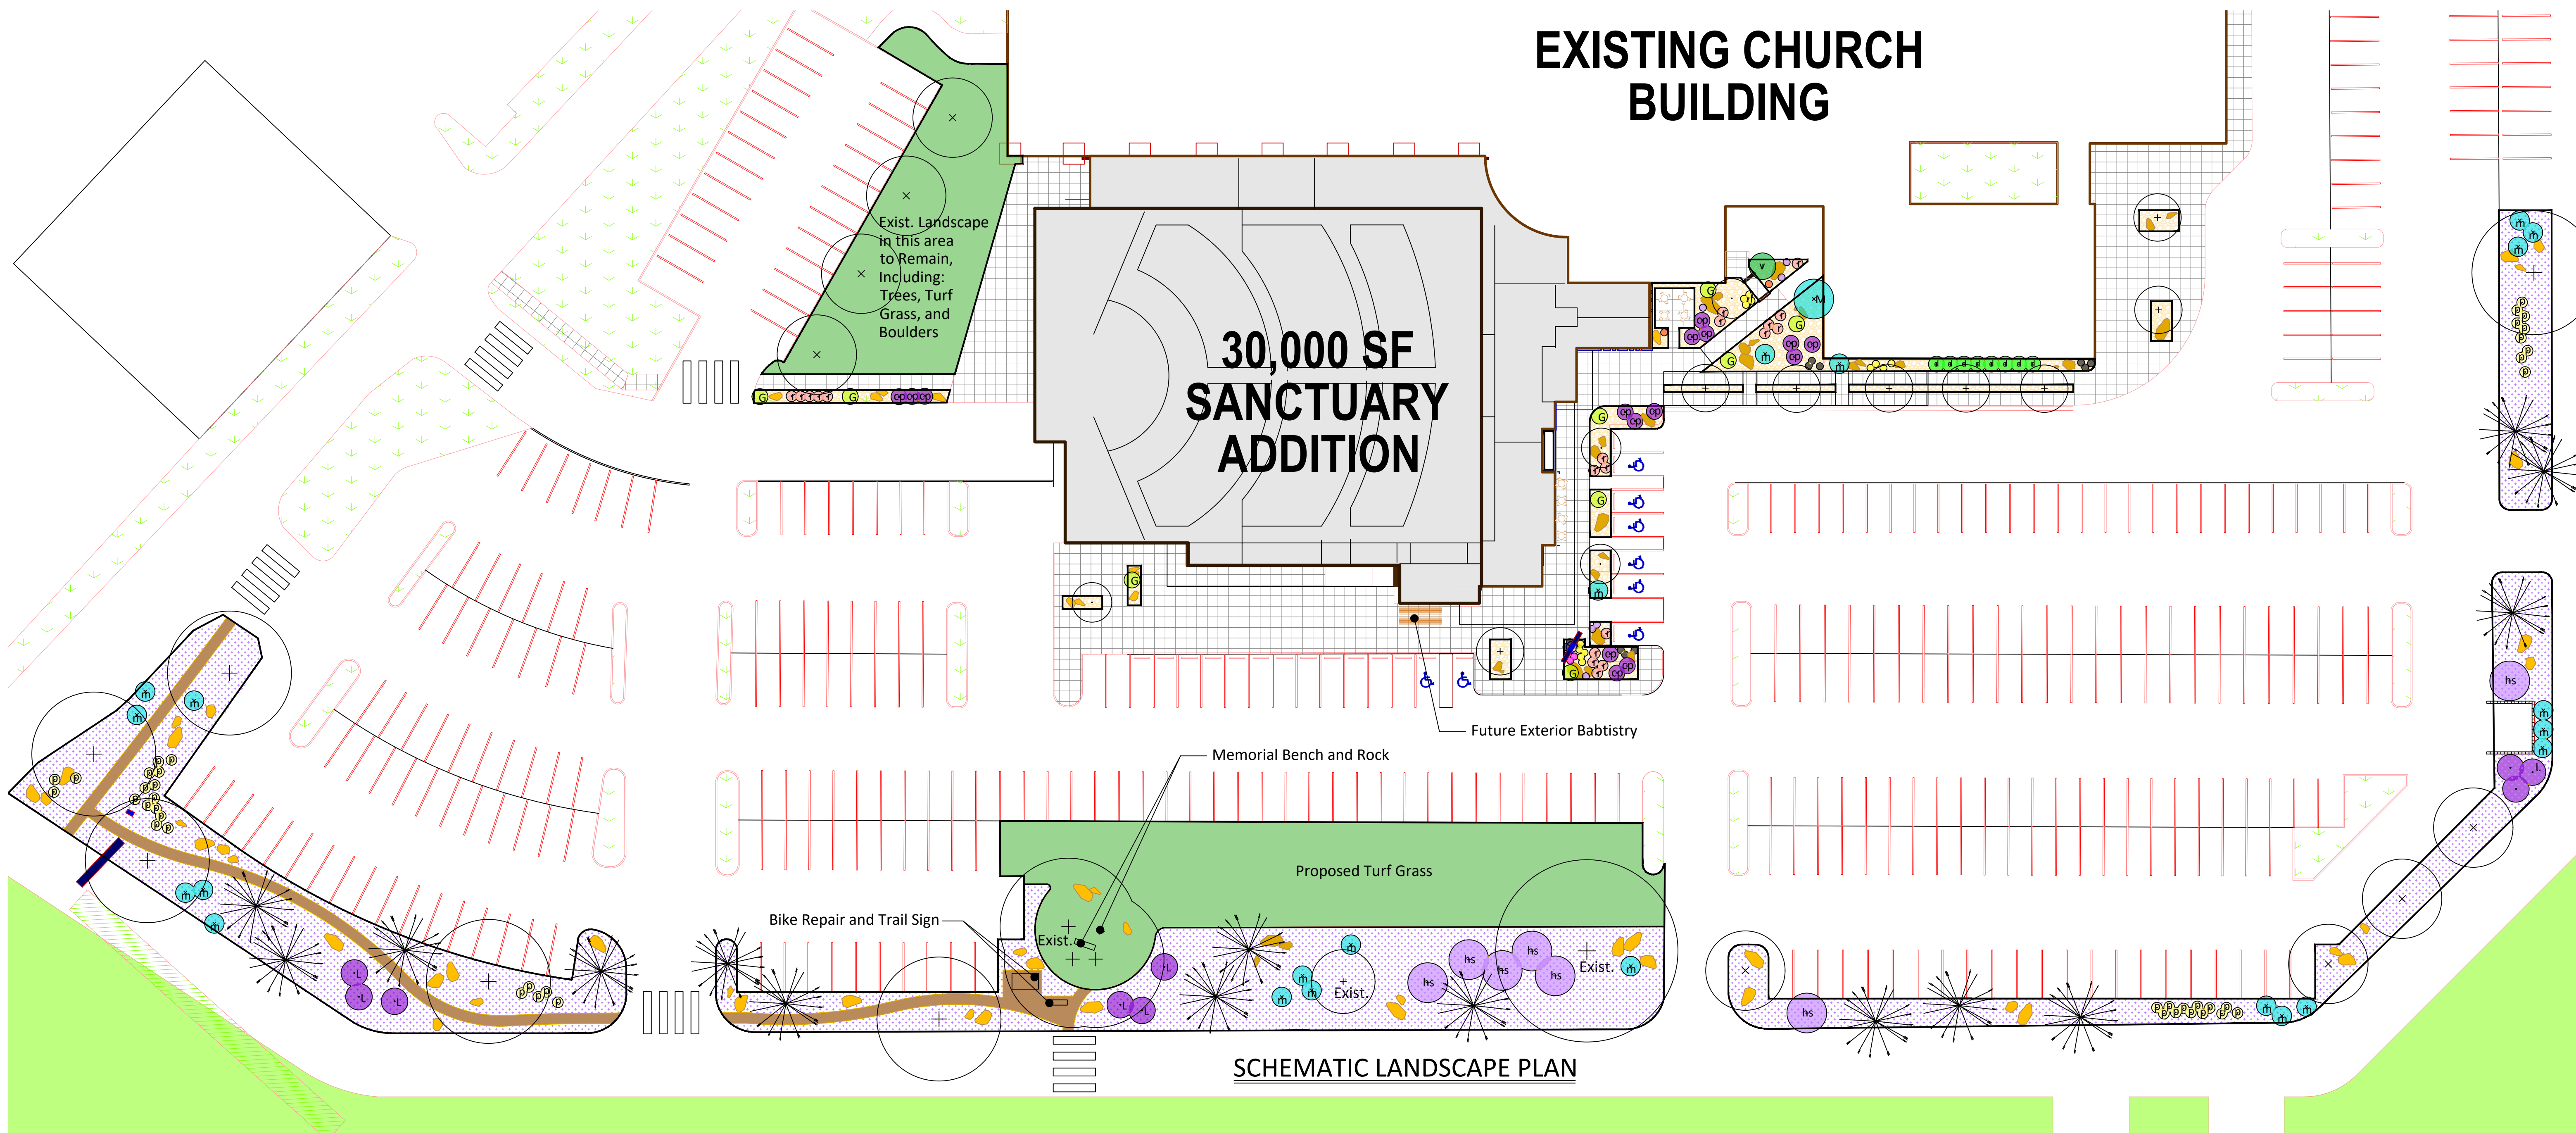 EXISTING CHURCH
BUILDING
Exist. Landscape
in this area
to Remain,
Including:
Trees, Turf
Grass, and
Boulders
30,000 SF
SANCTUARY
ADDITION
Future Exterior Babtistry
Memorial Bench and Rock
Proposed Turf Grass
Bike Repair and Trail Sign
Exist.
Exist.
Exist.
SCHEMATIC LANDSCAPE PLAN